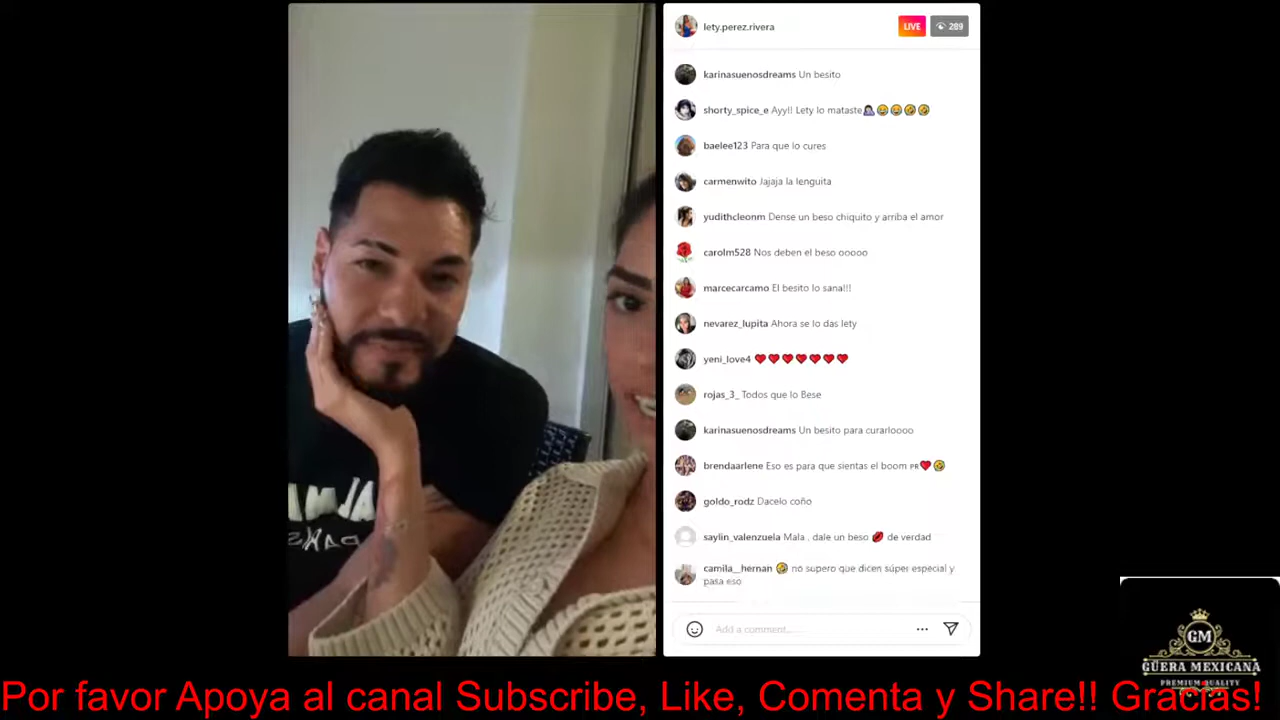 lety.perez.rivera
LIVE
289
karinasuenosdreams Un besito
shorty_spice_e Ayy!! Lety lo mataste🤷🏻‍♀️😂😂🤣🤣
baelee123 Para que lo cures
carmenwito Jajaja la lenguita
yudithcleonm Dense un beso chiquito y arriba el amor
carolm528 Nos deben el beso ooooo
marcecarcamo El besito lo sana!!!
nevarez_lupita Ahora se lo das lety
yeni_love4 ❤️❤️❤️❤️❤️❤️❤️
rojas_3_ Todos que lo Bese
karinasuenosdreams Un besito para curarloooo
brendaarlene Eso es para que sientas el boom PR❤️🤣
goldo_rodz Dacelo coño
saylin_valenzuela Mala , dale un beso 💋 de verdad
camila__hernan 🤣 no supero que dicen súper especial y
pasa eso
Add a comment......
GM
GÜERA MEXICANA
PREMIUM QUALITY
Por favor Apoya al canal Subscribe, Like, Comenta y Share!! Gracias!